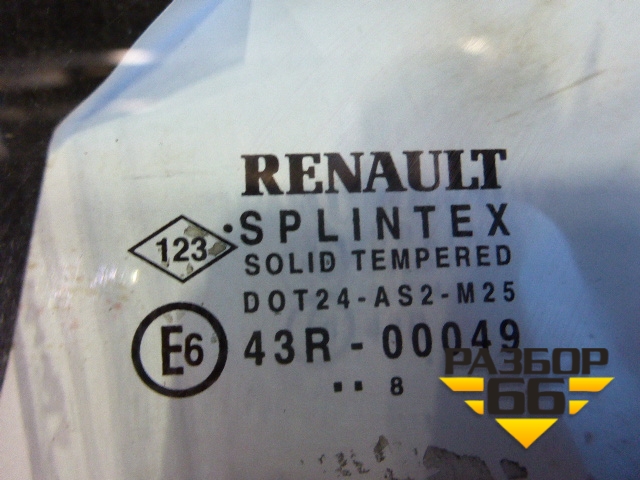 RENAULT
SPLINTEX
123
SOLID TEMPERED
DOT24-AS2-M25
E6
43R-00049
.. 8
РАЗБОР
66